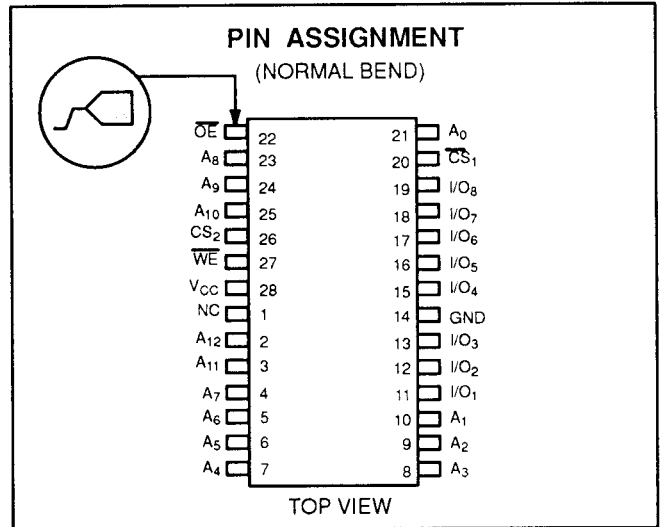 PIN ASSIGNMENT
(NORMAL BEND)
OE 22 21 A0
A8 23 20 CS1
A9 24 19 I/O8
A10 25 18 I/O7
CS2 26 17 I/O6
WE 27 16 I/O5
VCC 28 15 I/O4
NC 1 14 GND
A12 2 13 I/O3
A11 3 12 I/O2
A7 4 11 I/O1
A6 5 10 A1
A5 6 9 A2
A4 7 8 A3
TOP VIEW